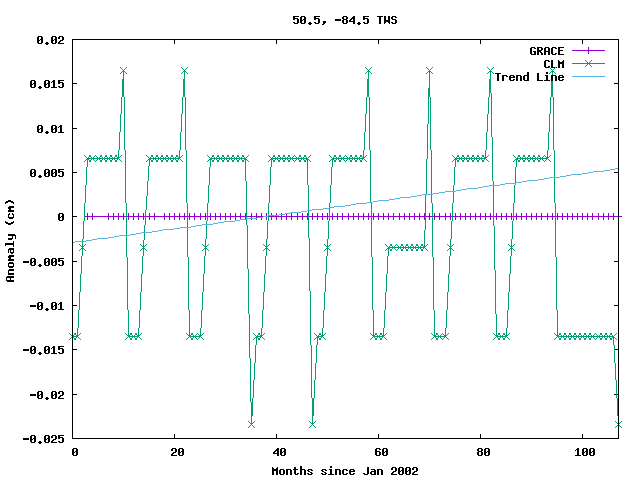 50.5, -84.5 TWS
GRACE
CLM
Trend Line
0.02
0.015
0.01
0.005
0
-0.005
-0.01
-0.015
-0.02
-0.025
Anomaly (cm)
0 20 40 60 80 100
Months since Jan 2002